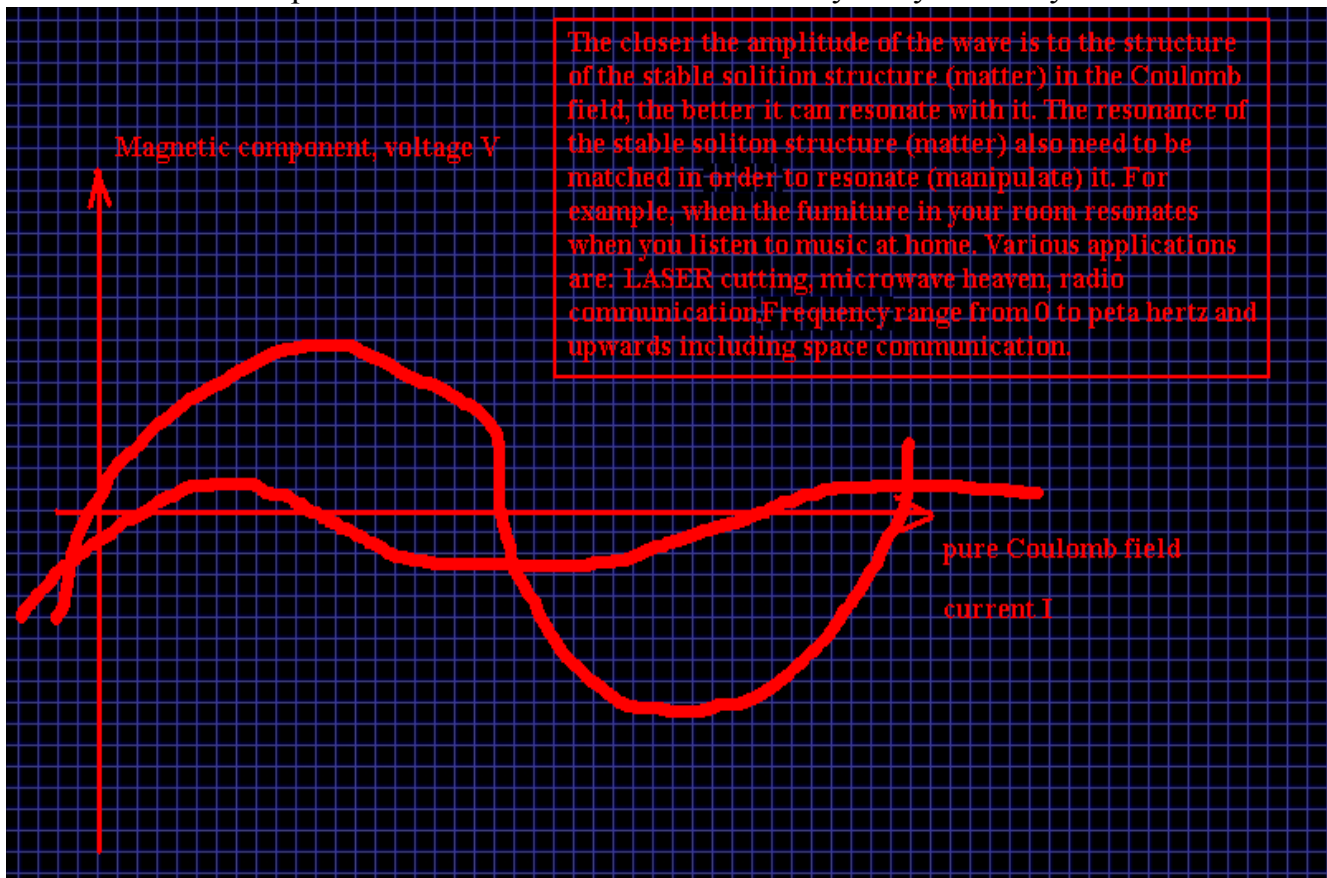 The closer the amplitude of the wave is to the structure
of the stable solition structure (matter) in the Coulomb
field, the better it can resonate with it. The resonance of
the stable soliton structure (matter) also need to be
matched in order to resonate (manipulate) it. For
example, when the furniture in your room resonates
when you listen to music at home. Various applications
are: LASER cutting, microwave heaven, radio
communication,Frequency range from 0 to peta hertz and
upwards including space communication.
Magnetic component, voltage V
pure Coulomb field
current I